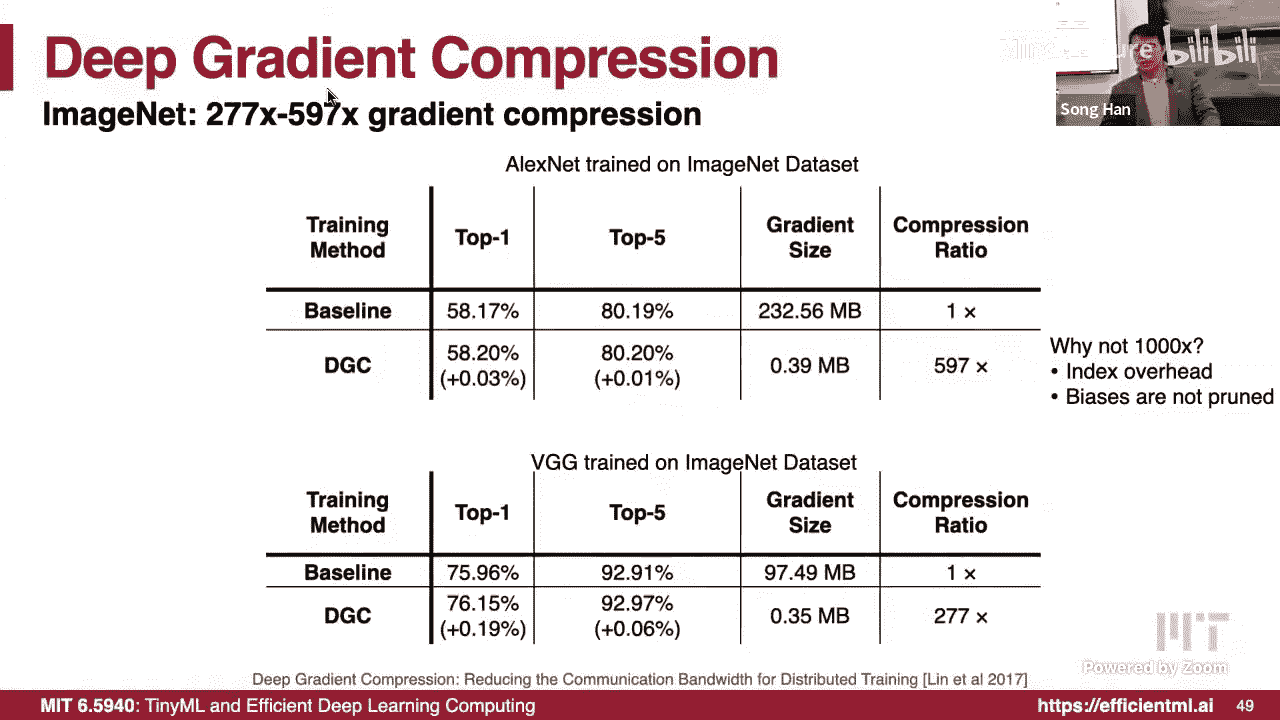 Deep Gradient Compression
ImageNet: 277x-597x gradient compression
Song Han
AlexNet trained on ImageNet Dataset
Training Method Top-1 Top-5 Gradient Size Compression Ratio
Baseline 58.17% 80.19% 232.56 MB 1 ×
DGC 58.20% (+0.03%) 80.20% (+0.01%) 0.39 MB 597 ×
Why not 1000x?
• Index overhead
• Biases are not pruned
VGG trained on ImageNet Dataset
Training Method Top-1 Top-5 Gradient Size Compression Ratio
Baseline 75.96% 92.91% 97.49 MB 1 ×
DGC 76.15% (+0.19%) 92.97% (+0.06%) 0.35 MB 277 ×
MIT
Powered by Zoom
Deep Gradient Compression: Reducing the Communication Bandwidth for Distributed Training [Lin et al 2017]
MIT 6.5940: TinyML and Efficient Deep Learning Computing https://efficientml.ai 49